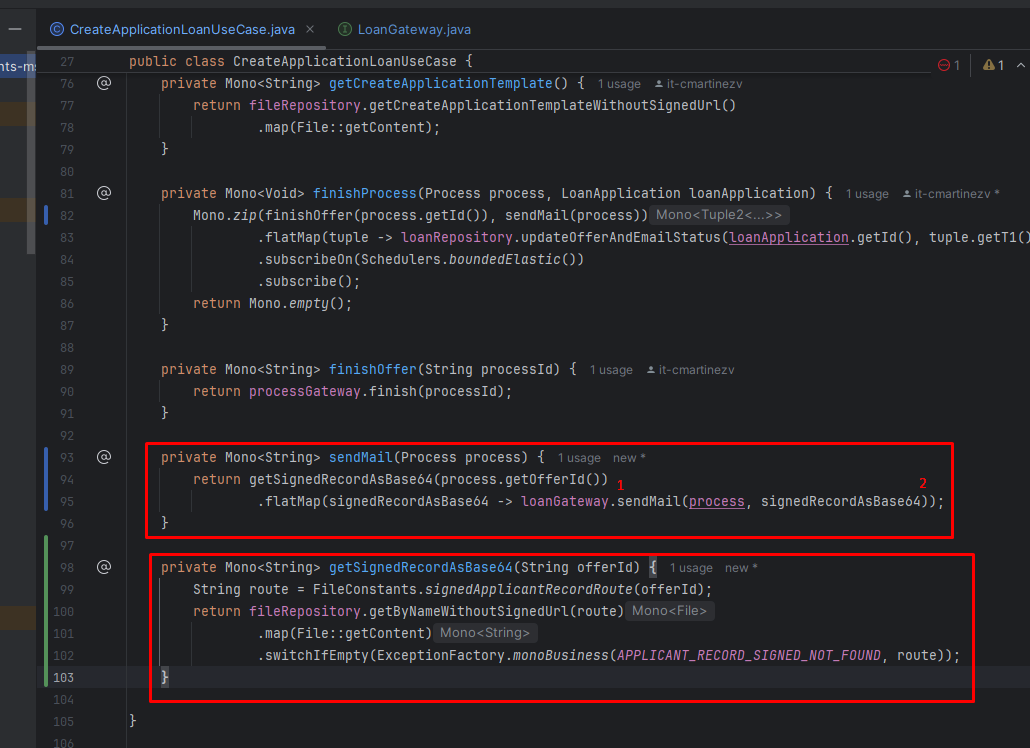 CreateApplicationLoanUseCase.java × LoanGateway.java
nts-ms
27 public class CreateApplicationLoanUseCase { 1 1
76 @ private Mono<String> getCreateApplicationTemplate() { 1 usage it-cmartinezv
77 return fileRepository.getCreateApplicationTemplateWithoutSignedUrl()
78 .map(File::getContent);
79 }
80
81 @ private Mono<Void> finishProcess(Process process, LoanApplication loanApplication) { 1 usage it-cmartinezv *
82 Mono.zip(finishOffer(process.getId()), sendMail(process)) Mono<Tuple2<...>>
83 .flatMap(tuple -> loanRepository.updateOfferAndEmailStatus(loanApplication.getId(), tuple.getT1()
84 .subscribeOn(Schedulers.boundedElastic())
85 .subscribe();
86 return Mono.empty();
87 }
88
89 private Mono<String> finishOffer(String processId) { 1 usage it-cmartinezv
90 return processGateway.finish(processId);
91 }
92
93 @ private Mono<String> sendMail(Process process) { 1 usage new *
94 return getSignedRecordAsBase64(process.getOfferId())
1 2
95 .flatMap(signedRecordAsBase64 -> loanGateway.sendMail(process, signedRecordAsBase64));
96 }
97
98 @ private Mono<String> getSignedRecordAsBase64(String offerId) { 1 usage new *
99 String route = FileConstants.signedApplicantRecordRoute(offerId);
100 return fileRepository.getByNameWithoutSignedUrl(route) Mono<File>
101 .map(File::getContent) Mono<String>
102 .switchIfEmpty(ExceptionFactory.monoBusiness(APPLICANT_RECORD_SIGNED_NOT_FOUND, route));
103 }
104
105 }
106